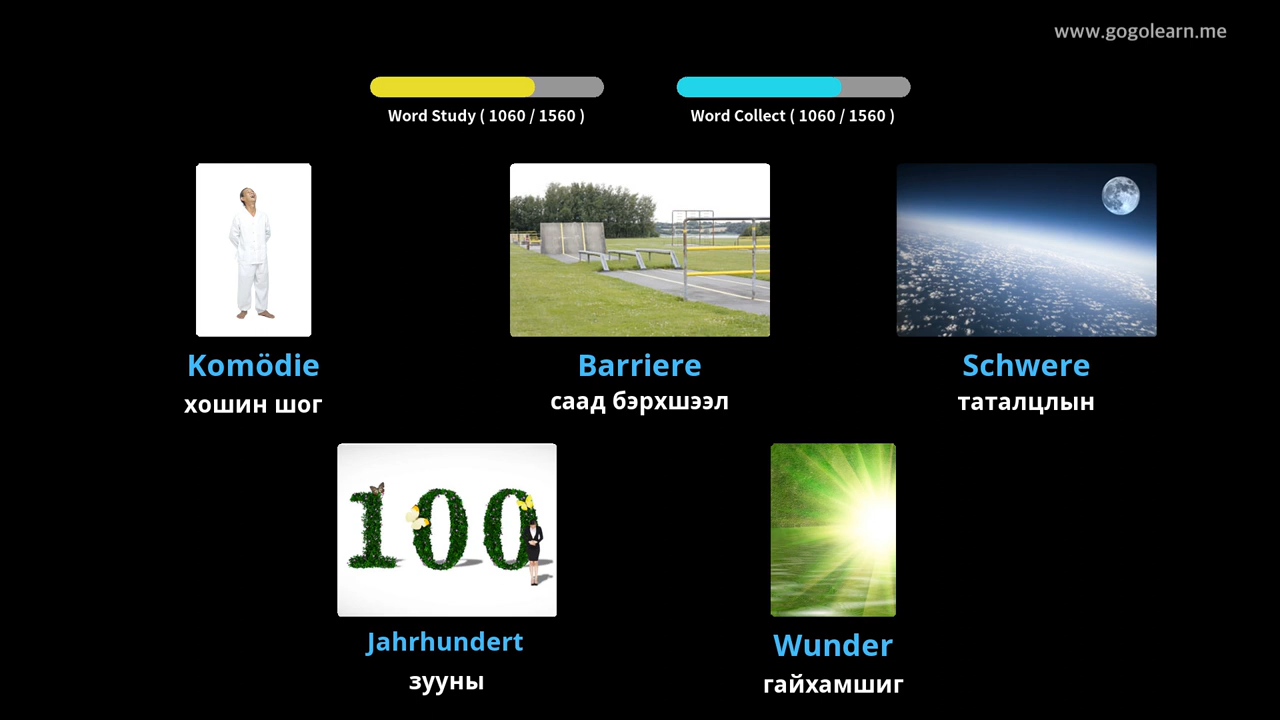 www.gogolearn.me
Word Study ( 1060 / 1560 )
Word Collect ( 1060 / 1560 )
Komödie
хошин шог
Barriere
саад бэрхшээл
Schwere
таталцлын
100
Jahrhundert
зууны
Wunder
гайхамшиг